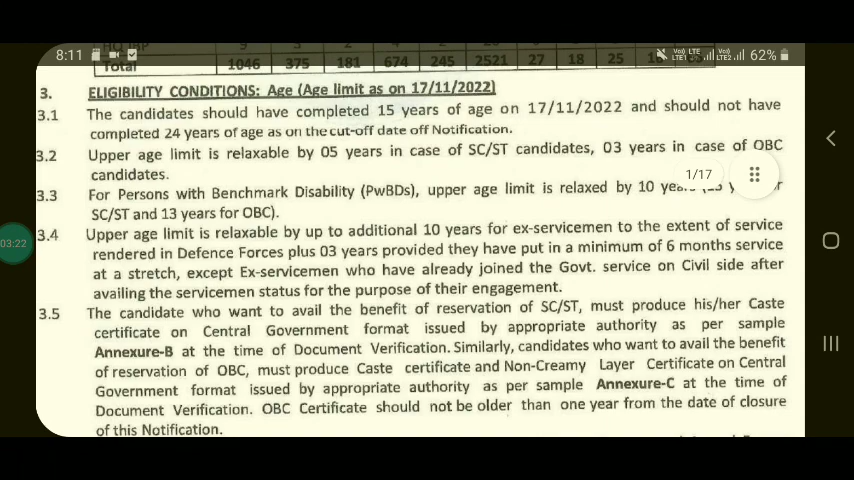 8:11
LTE1 LTE2 62%
Total 1046 375 181 674 245 2521 27 18 25
3. ELIGIBILITY CONDITIONS: Age (Age limit as on 17/11/2022)
3.1 The candidates should have completed 15 years of age on 17/11/2022 and should not have
completed 24 years of age as on the cut-off date off Notification.
3.2 Upper age limit is relaxable by 05 years in case of SC/ST candidates, 03 years in case of OBC
candidates.
1/17
3.3 For Persons with Benchmark Disability (PwBDs), upper age limit is relaxed by 10
SC/ST and 13 years for OBC).
03:22
3.4 Upper age limit is relaxable by up to additional 10 years for ex-servicemen to the extent of service
rendered in Defence Forces plus 03 years provided they have put in a minimum of 6 months service
at a stretch, except Ex-servicemen who have already joined the Govt. service on Civil side after
availing the servicemen status for the purpose of their engagement.
3.5 The candidate who want to avail the benefit of reservation of SC/ST, must produce his/her Caste
certificate on Central Government format issued by appropriate authority as per sample
Annexure-B at the time of Document Verification. Similarly, candidates who want to avail the benefit
of reservation of OBC, must produce Caste certificate and Non-Creamy Layer Certificate on Central
Government format issued by appropriate authority as per sample Annexure-C at the time of
Document Verification. OBC Certificate should not be older than one year from the date of closure
of this Notification.